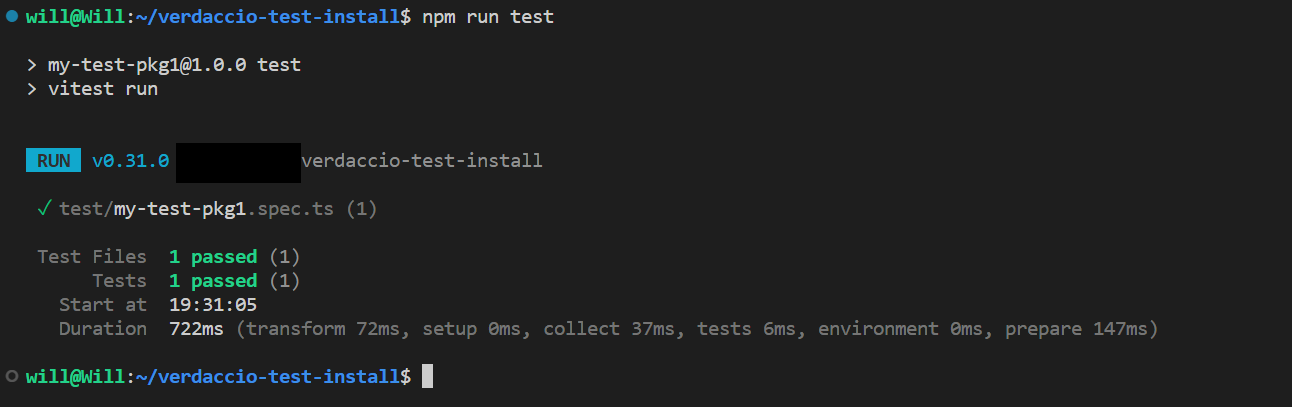 will@Will:~/verdaccio-test-install$ npm run test
> my-test-pkg1@1.0.0 test
> vitest run
RUN v0.31.0 verdaccio-test-install
✓ test/my-test-pkg1.spec.ts (1)
Test Files 1 passed (1)
Tests 1 passed (1)
Start at 19:31:05
Duration 722ms (transform 72ms, setup 0ms, collect 37ms, tests 6ms, environment 0ms, prepare 147ms)
will@Will:~/verdaccio-test-install$